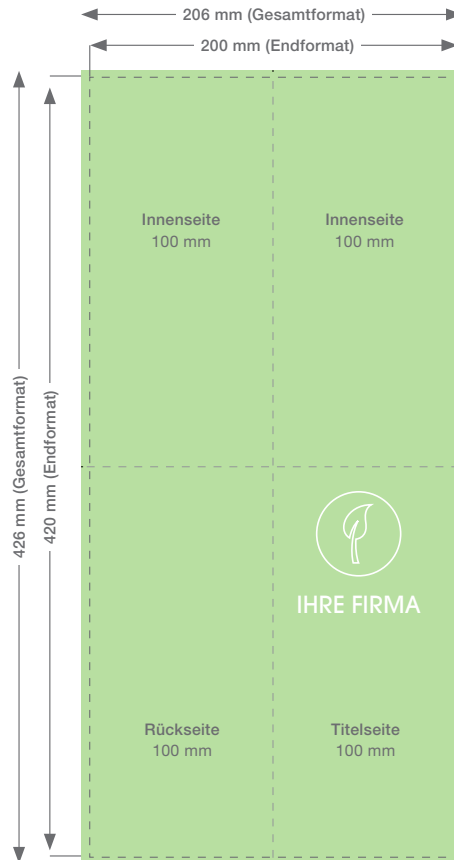 206 mm (Gesamtformat)
200 mm (Endformat)
426 mm (Gesamtformat)
420 mm (Endformat)
Innenseite
100 mm
Innenseite
100 mm
IHRE FIRMA
Rückseite
100 mm
Titelseite
100 mm